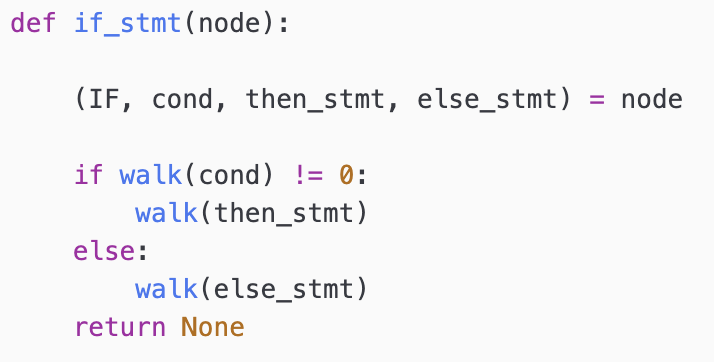 def if_stmt(node):
    (IF, cond, then_stmt, else_stmt) = node
    if walk(cond) != 0:
        walk(then_stmt)
    else:
        walk(else_stmt)
    return None